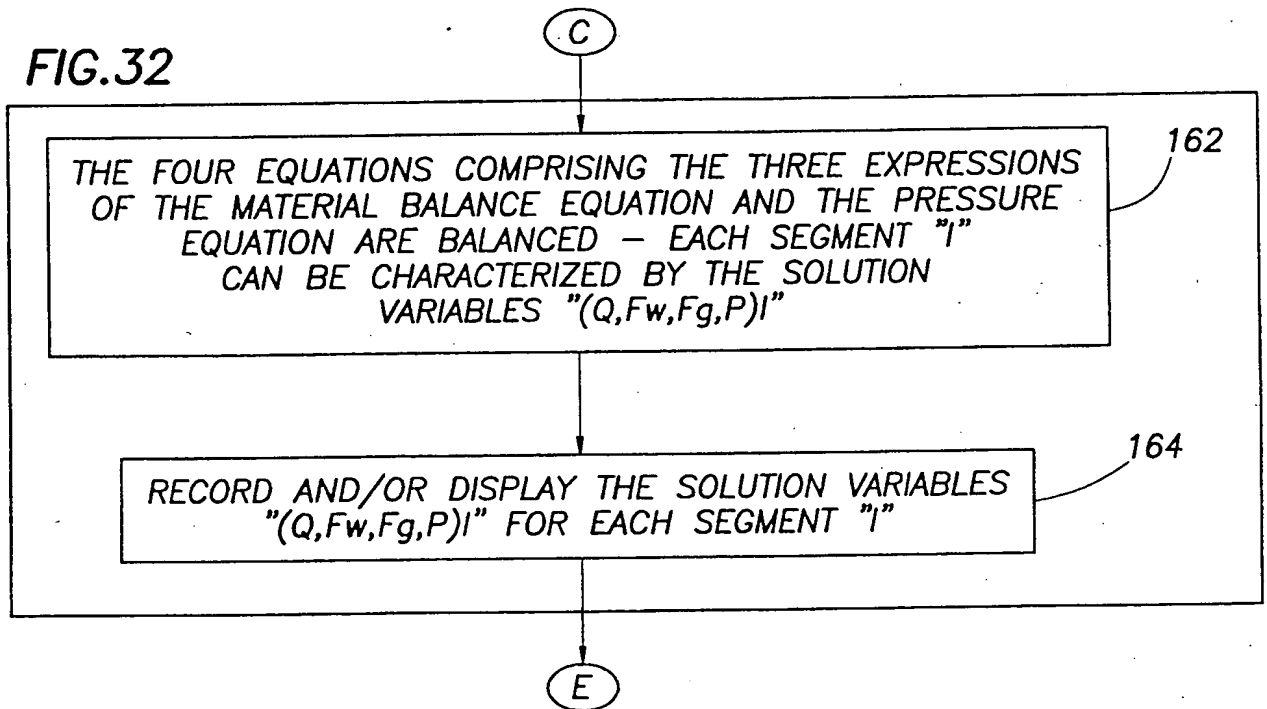 C
FIG.32
THE FOUR EQUATIONS COMPRISING THE THREE EXPRESSIONS
OF THE MATERIAL BALANCE EQUATION AND THE PRESSURE
EQUATION ARE BALANCED – EACH SEGMENT "I"
CAN BE CHARACTERIZED BY THE SOLUTION
VARIABLES "(Q,Fw,Fg,P)I"
162
RECORD AND/OR DISPLAY THE SOLUTION VARIABLES
"(Q,Fw,Fg,P)I" FOR EACH SEGMENT "I"
164
E